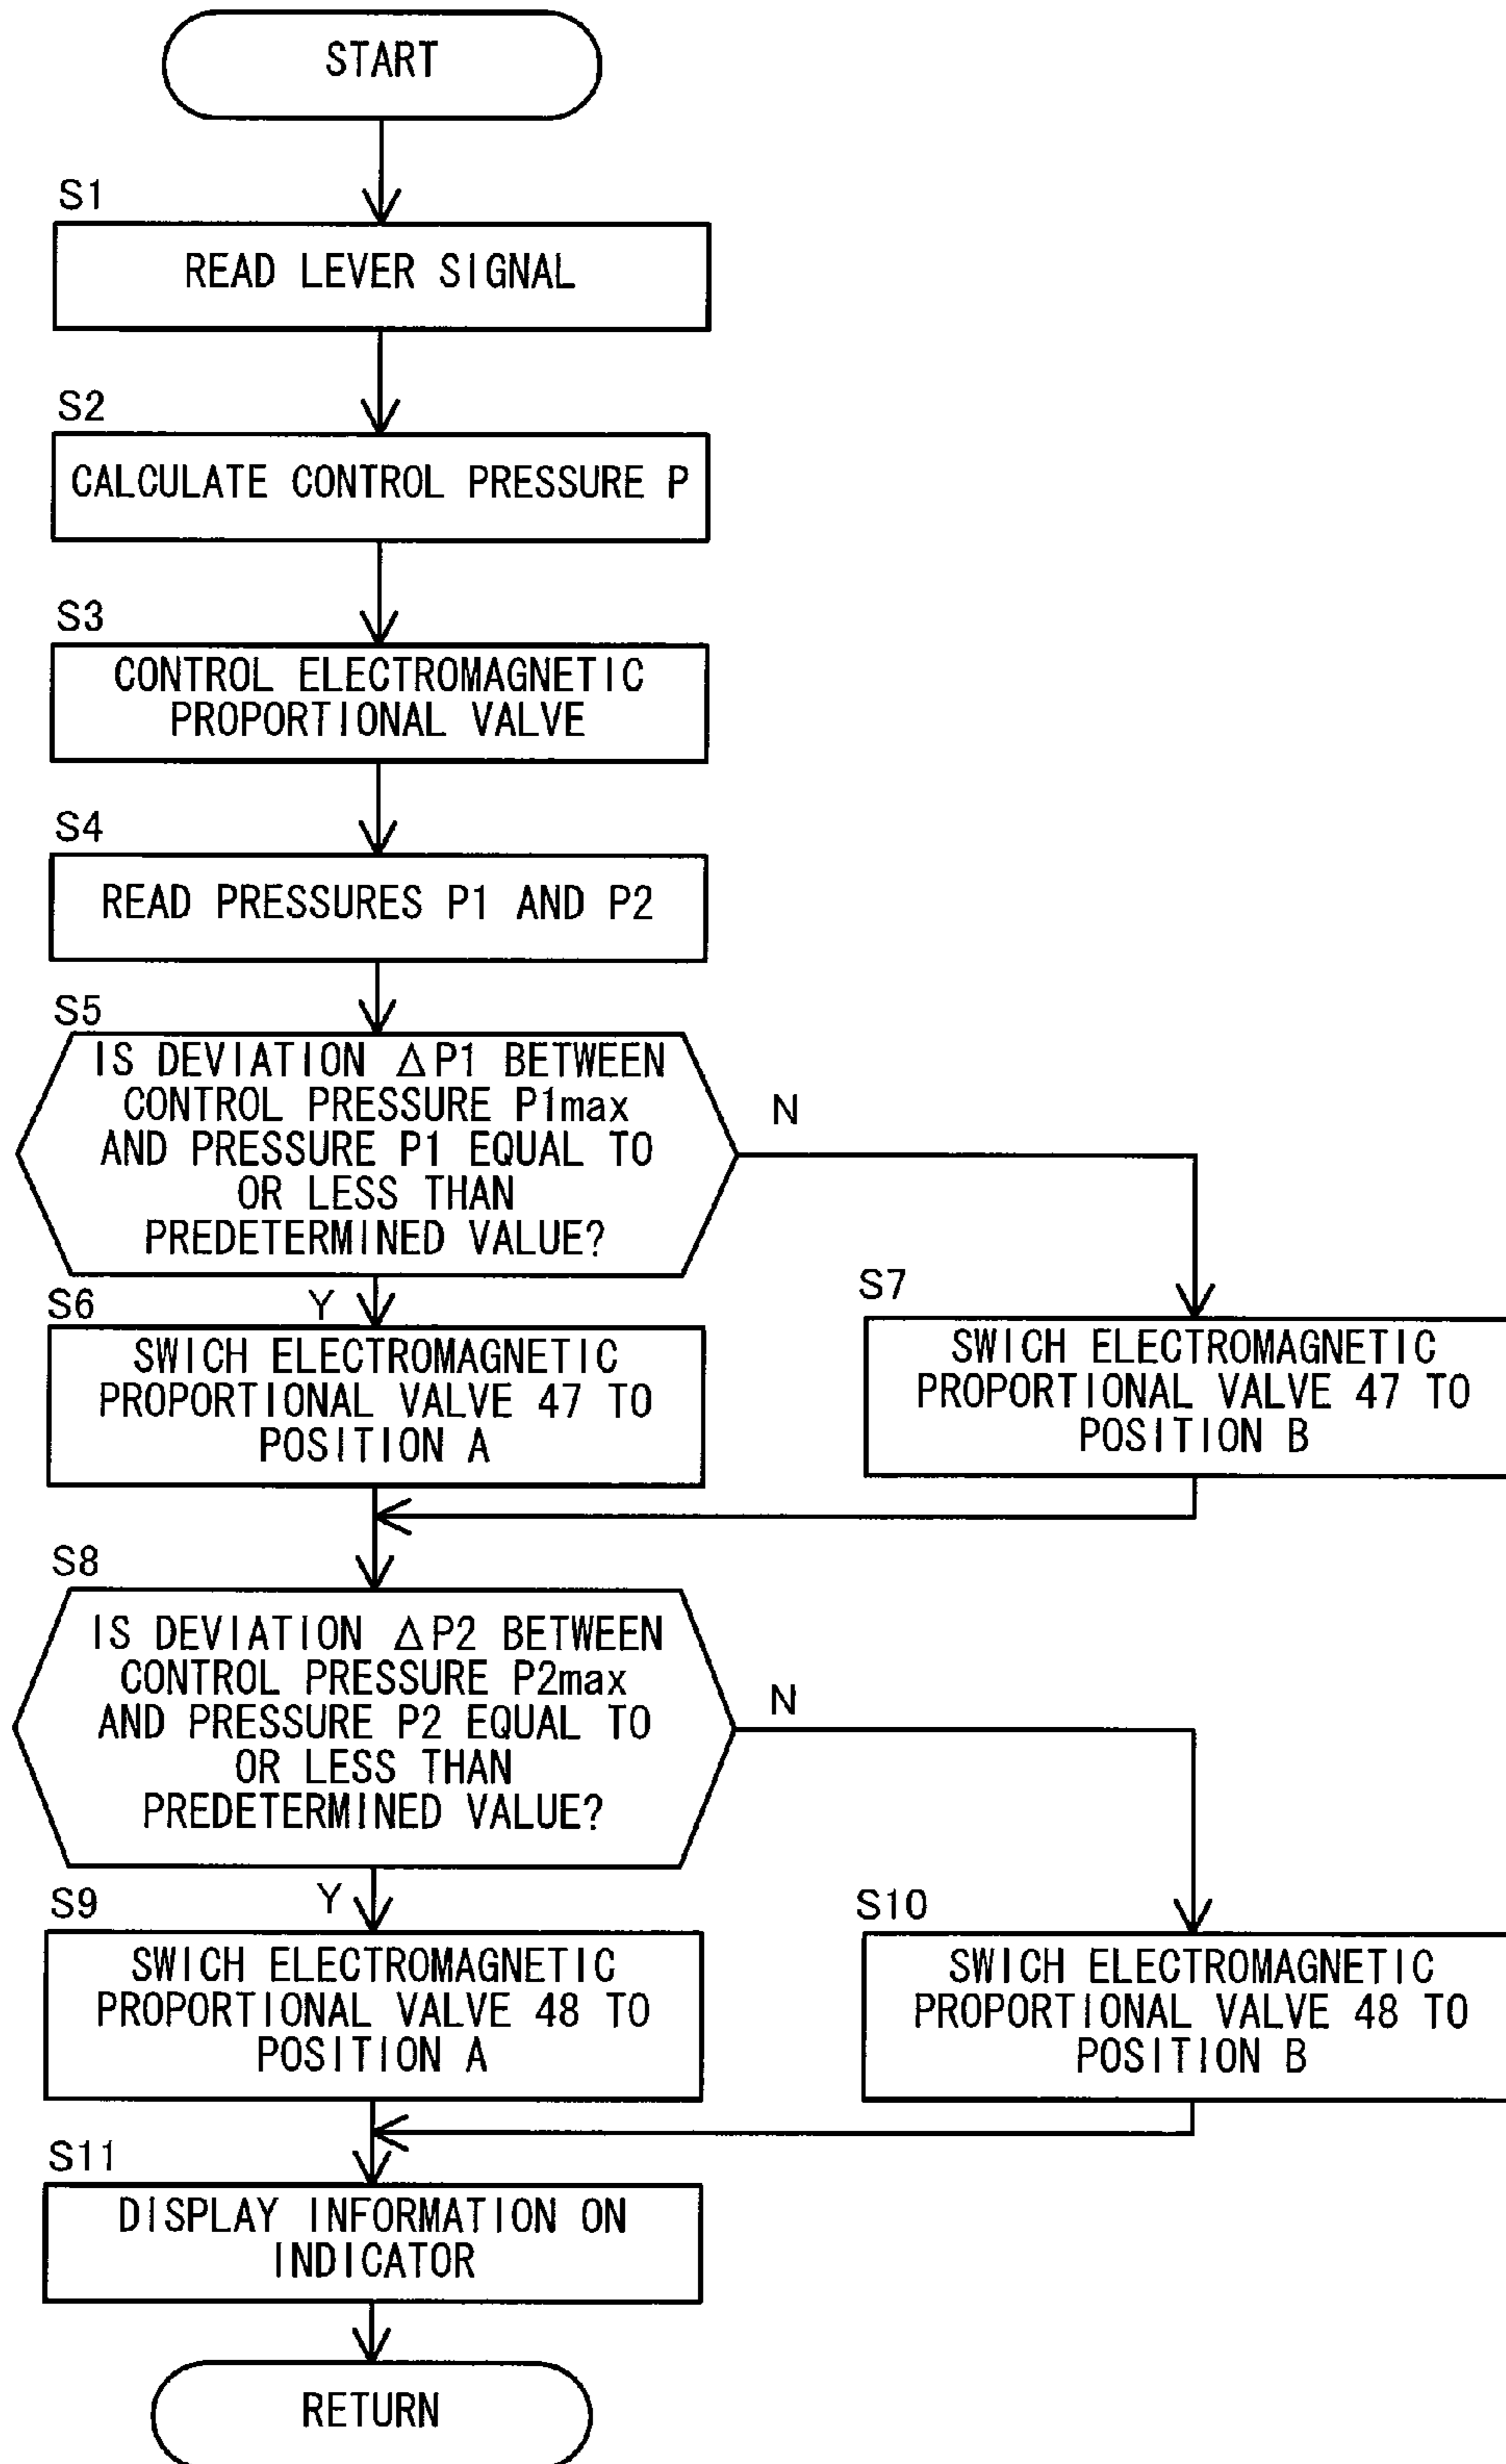 START
S1
READ LEVER SIGNAL
S2
CALCULATE CONTROL PRESSURE P
S3
CONTROL ELECTROMAGNETIC
PROPORTIONAL VALVE
S4
READ PRESSURES P1 AND P2
S5
IS DEVIATION ΔP1 BETWEEN
CONTROL PRESSURE P1max
AND PRESSURE P1 EQUAL TO
OR LESS THAN
PREDETERMINED VALUE?
N
Y
S6
SWICH ELECTROMAGNETIC
PROPORTIONAL VALVE 47 TO
POSITION A
S7
SWICH ELECTROMAGNETIC
PROPORTIONAL VALVE 47 TO
POSITION B
S8
IS DEVIATION ΔP2 BETWEEN
CONTROL PRESSURE P2max
AND PRESSURE P2 EQUAL TO
OR LESS THAN
PREDETERMINED VALUE?
N
Y
S9
SWICH ELECTROMAGNETIC
PROPORTIONAL VALVE 48 TO
POSITION A
S10
SWICH ELECTROMAGNETIC
PROPORTIONAL VALVE 48 TO
POSITION B
S11
DISPLAY INFORMATION ON
INDICATOR
RETURN